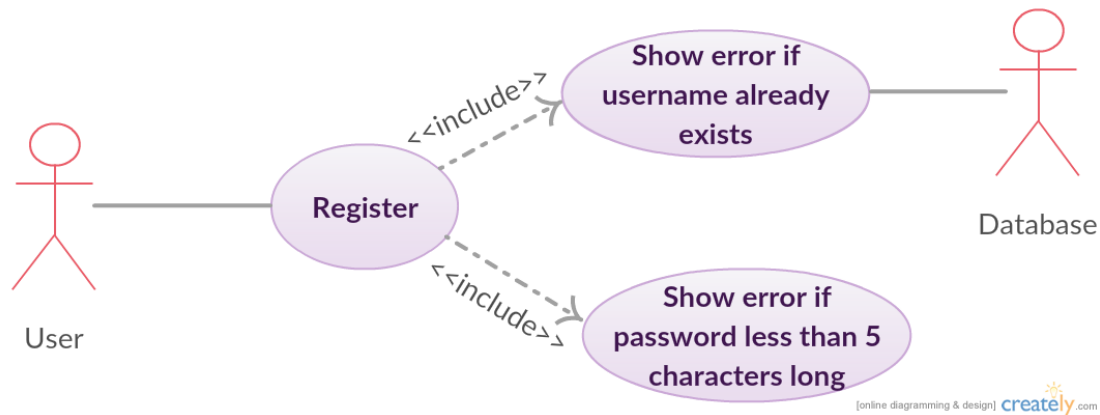 Show error if
username already
exists
<<include>>
Database
Register
User
<<include>>
Show error if
password less than 5
characters long
[online diagramming & design] creately.com